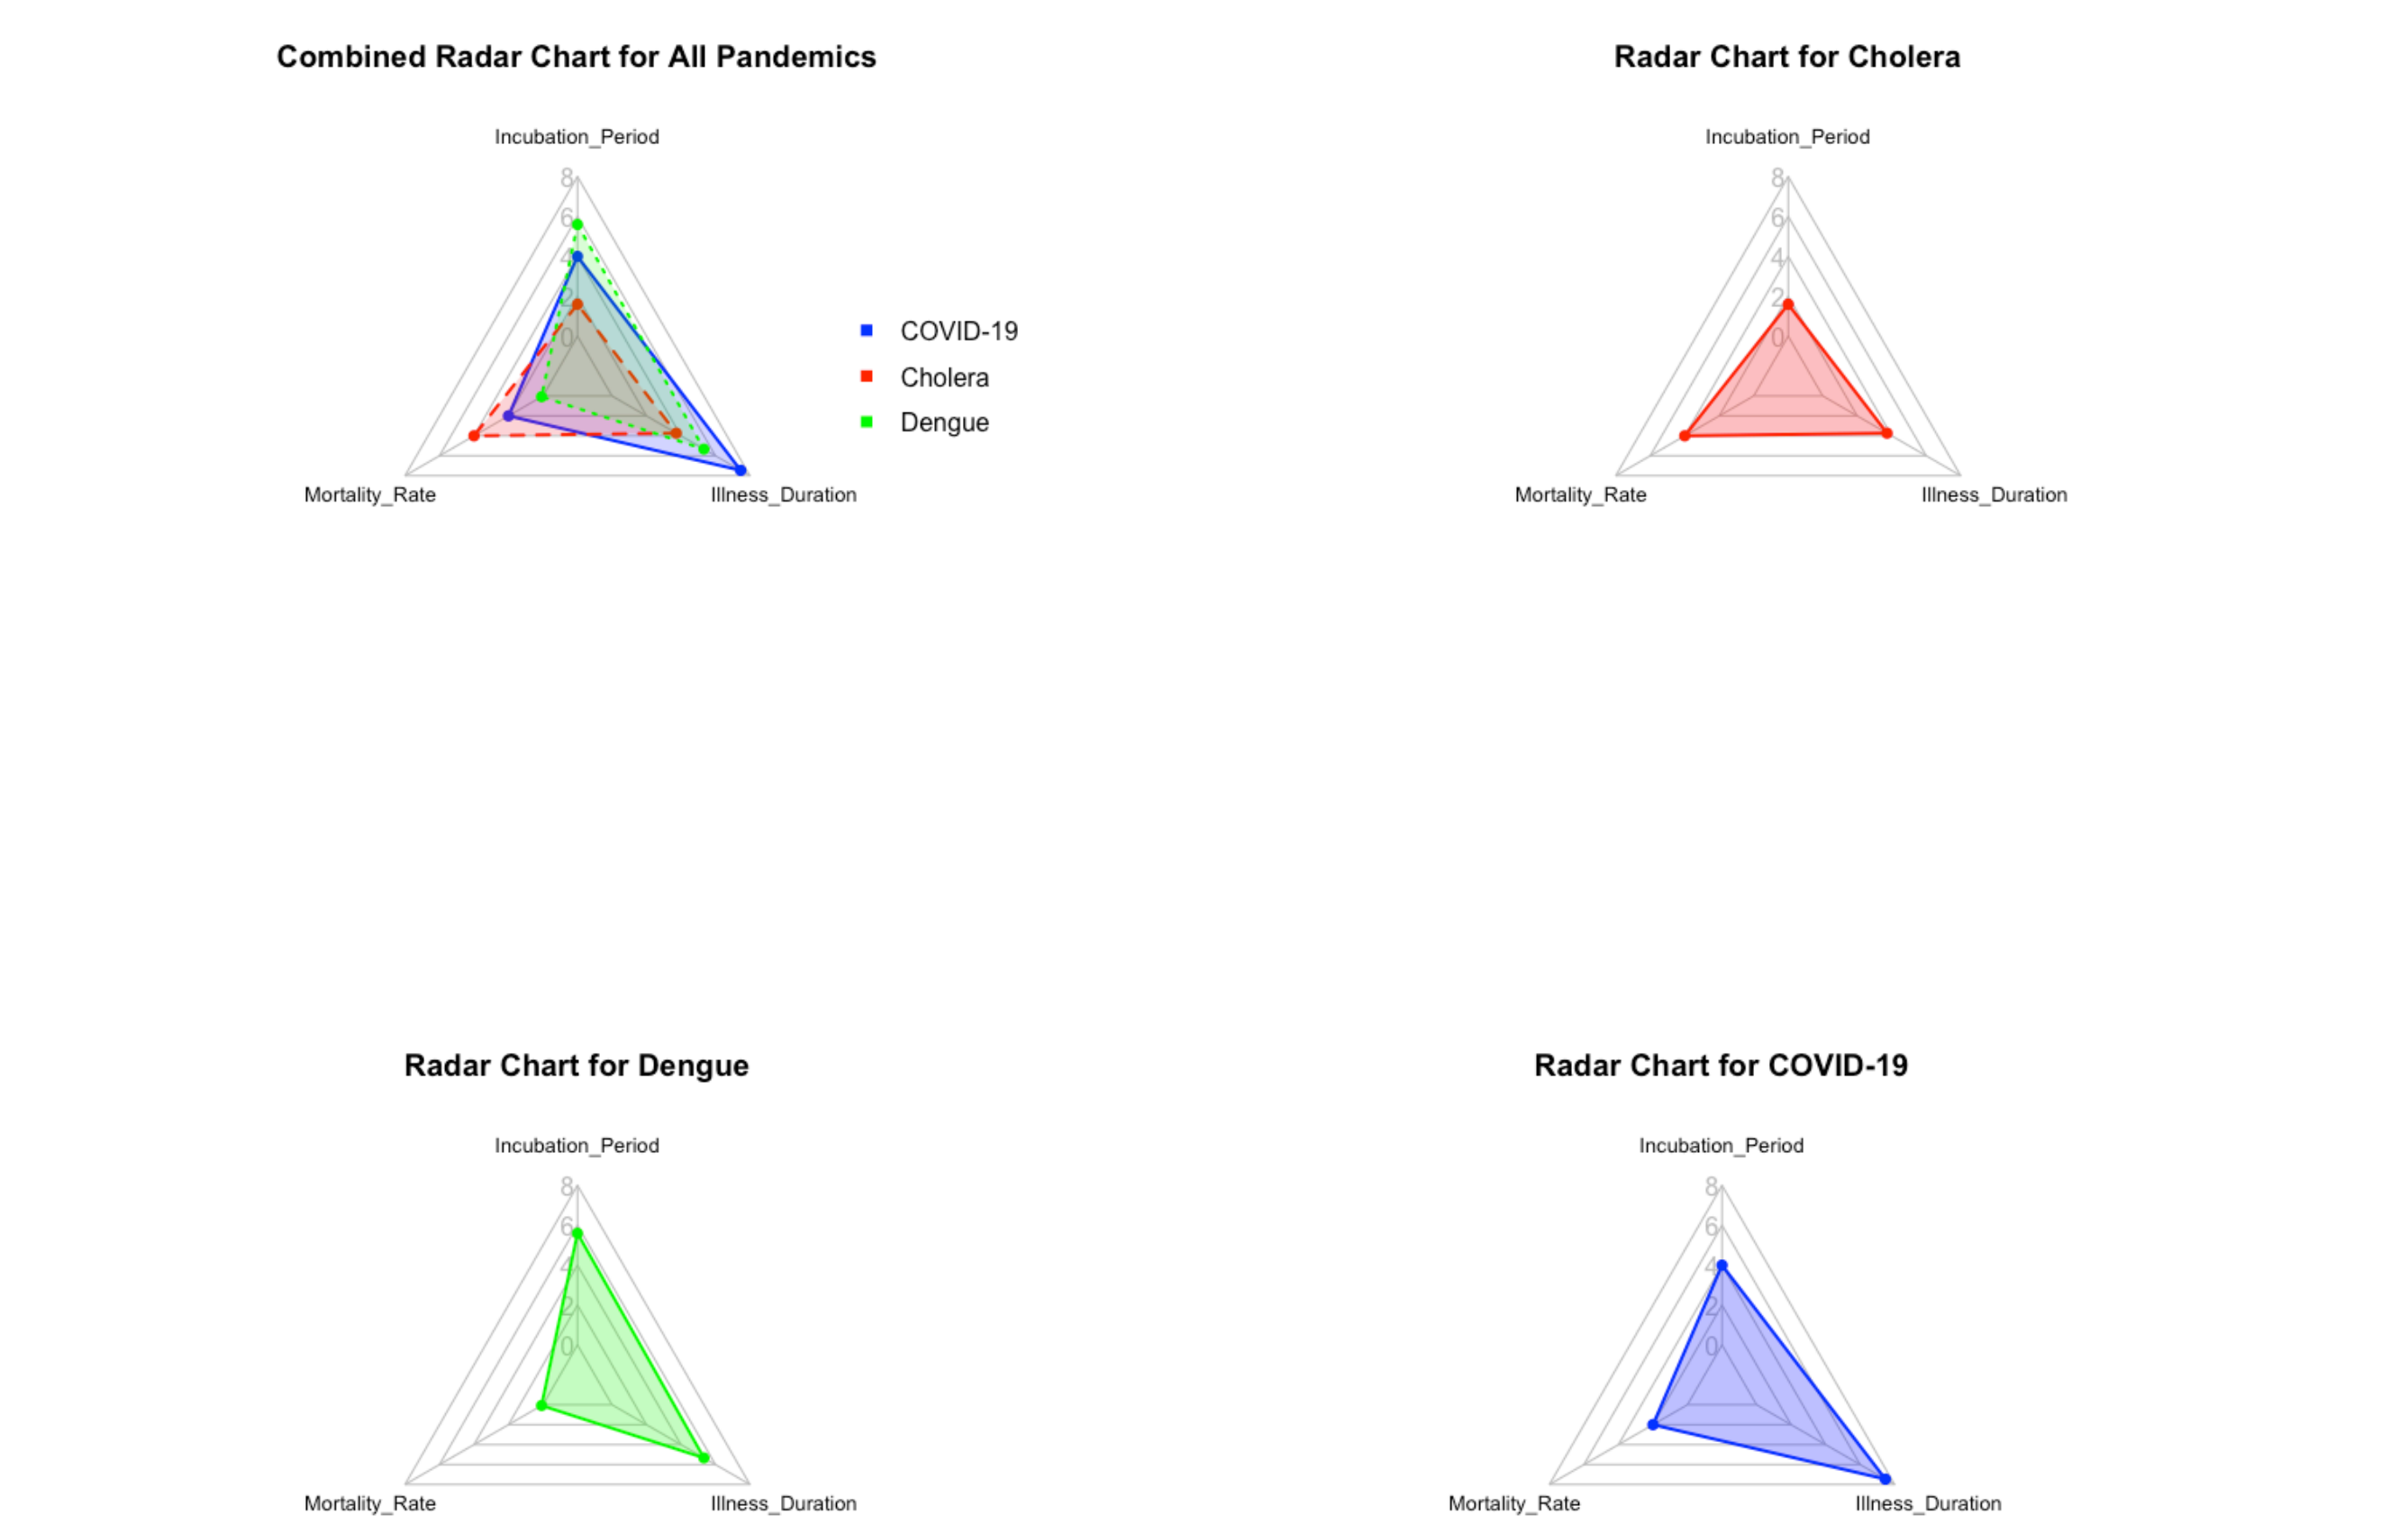 Combined Radar Chart for All Pandemics
Incubation_Period
8
6
4
2
0
Mortality_Rate
Illness_Duration
COVID-19
Cholera
Dengue
Radar Chart for Cholera
Incubation_Period
8
6
4
2
0
Mortality_Rate
Illness_Duration
Radar Chart for Dengue
Incubation_Period
8
6
4
2
0
Mortality_Rate
Illness_Duration
Radar Chart for COVID-19
Incubation_Period
8
6
4
2
0
Mortality_Rate
Illness_Duration